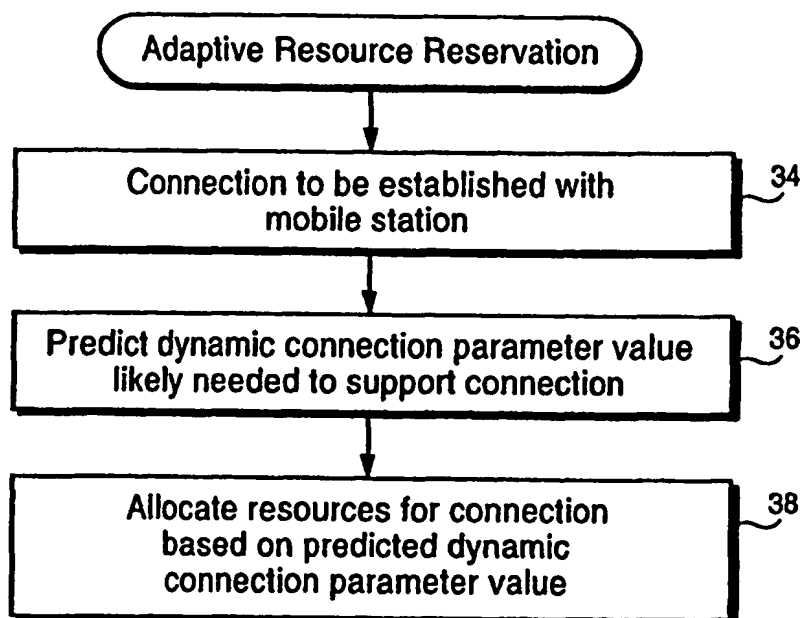 Adaptive Resource Reservation
Connection to be established with
mobile station
34
Predict dynamic connection parameter value
likely needed to support connection
36
Allocate resources for connection
based on predicted dynamic
connection parameter value
38